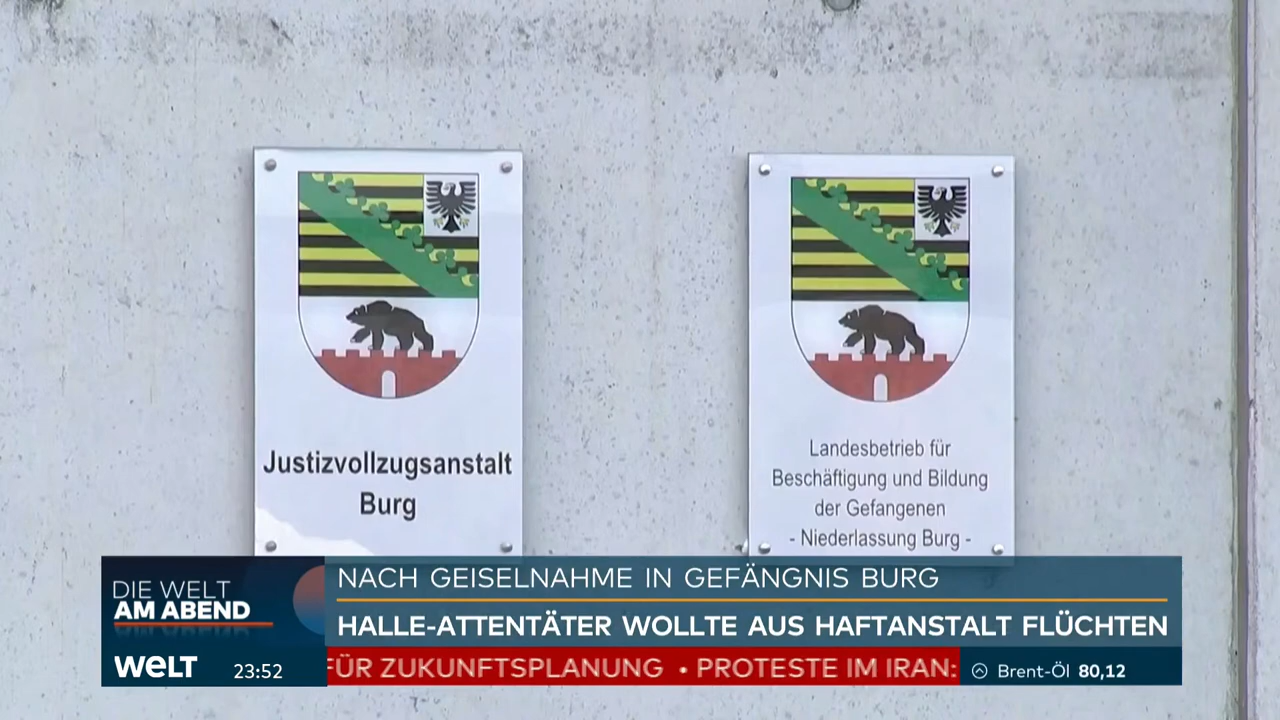 Justizvollzugsanstalt
Burg
Landesbetrieb für
Beschäftigung und Bildung
der Gefangenen
- Niederlassung Burg -
DIE WELT
AM ABEND
NACH GEISELNAHME IN GEFÄNGNIS BURG
HALLE-ATTENTÄTER WOLLTE AUS HAFTANSTALT FLÜCHTEN
welt 23:52
FÜR ZUKUNFTSPLANUNG • PROTESTE IM IRAN:
Brent-Öl 80,12